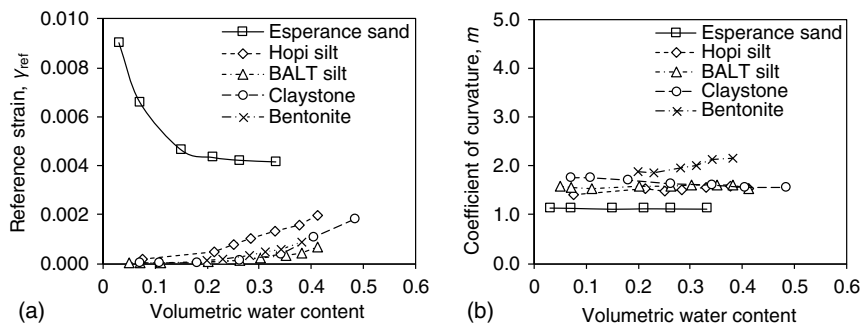 0.010
0.008
0.006
0.004
0.002
0.000
Reference strain, γref
Esperance sand
Hopi silt
BALT silt
Claystone
Bentonite
0 0.1 0.2 0.3 0.4 0.5 0.6
(a) Volumetric water content
5.0
4.0
3.0
2.0
1.0
0.0
Coefficient of curvature, m
Esperance sand
Hopi silt
BALT silt
Claystone
Bentonite
0 0.1 0.2 0.3 0.4 0.5 0.6
(b) Volumetric water content